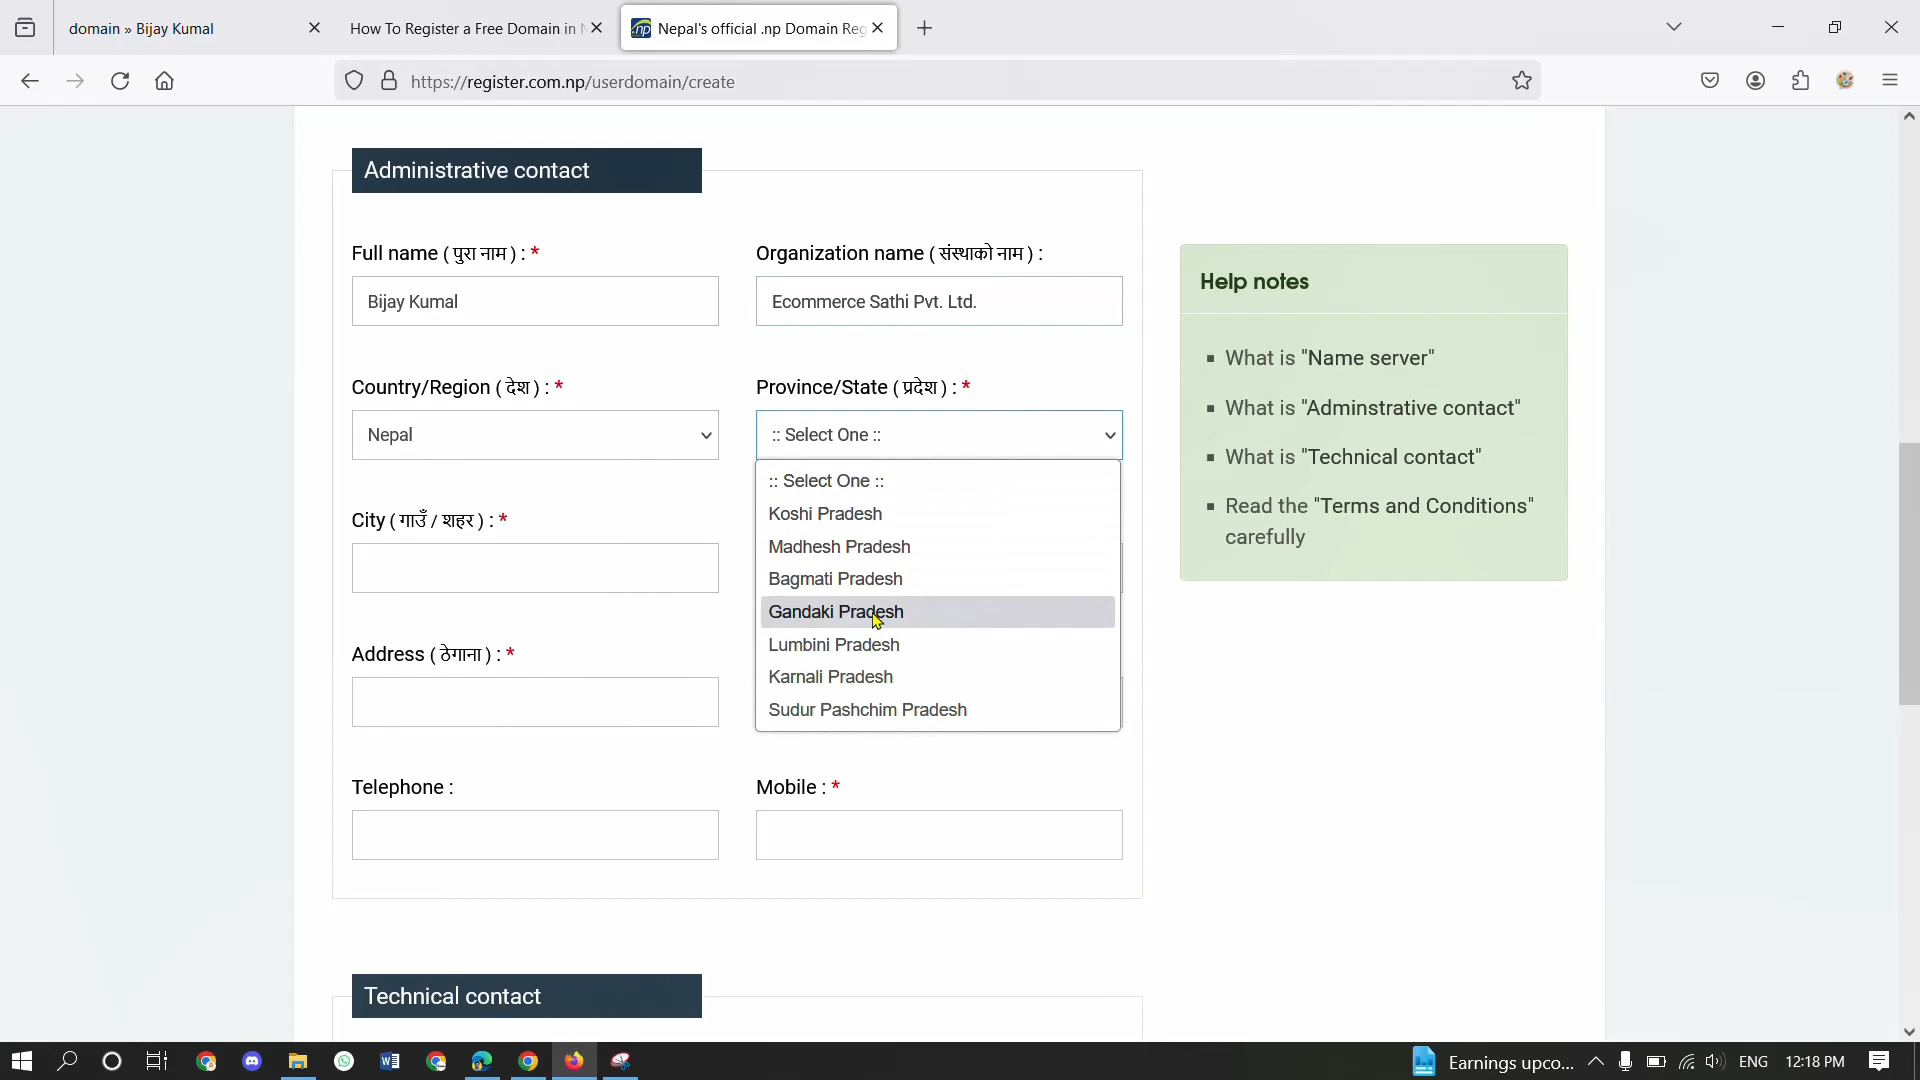 domain » Bijay Kumal
How To Register a Free Domain in N
.np Nepal's official .np Domain Reg
https://register.com.np/userdomain/create
Administrative contact
Full name ( पुरा नाम ) : *
Organization name ( संस्थाको नाम ) :
Bijay Kumal
Ecommerce Sathi Pvt. Ltd.
Country/Region ( देश ) : *
Province/State ( प्रदेश ) : *
Nepal
:: Select One ::
:: Select One ::
Koshi Pradesh
Madhesh Pradesh
Bagmati Pradesh
Gandaki Pradesh
Lumbini Pradesh
Karnali Pradesh
Sudur Pashchim Pradesh
City ( गाउँ / शहर ) : *
Address ( ठेगाना ) : *
Telephone :
Mobile : *
Help notes
What is "Name server"
What is "Adminstrative contact"
What is "Technical contact"
Read the "Terms and Conditions"
carefully
Technical contact
Earnings upco...
ENG
12:18 PM